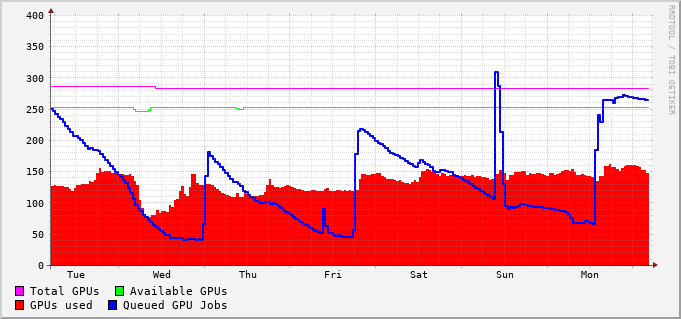 400
350
300
250
200
150
100
50
0
Tue Wed Thu Fri Sat Sun Mon
Total GPUs Available GPUs
GPUs used Queued GPU Jobs
RRDTOOL / TOBI OETIKER